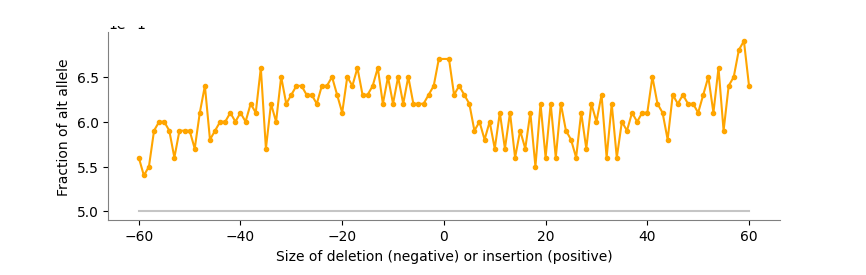 6.5
6.0
5.5
5.0
Fraction of alt allele
−60 −40 −20 0 20 40 60
Size of deletion (negative) or insertion (positive)